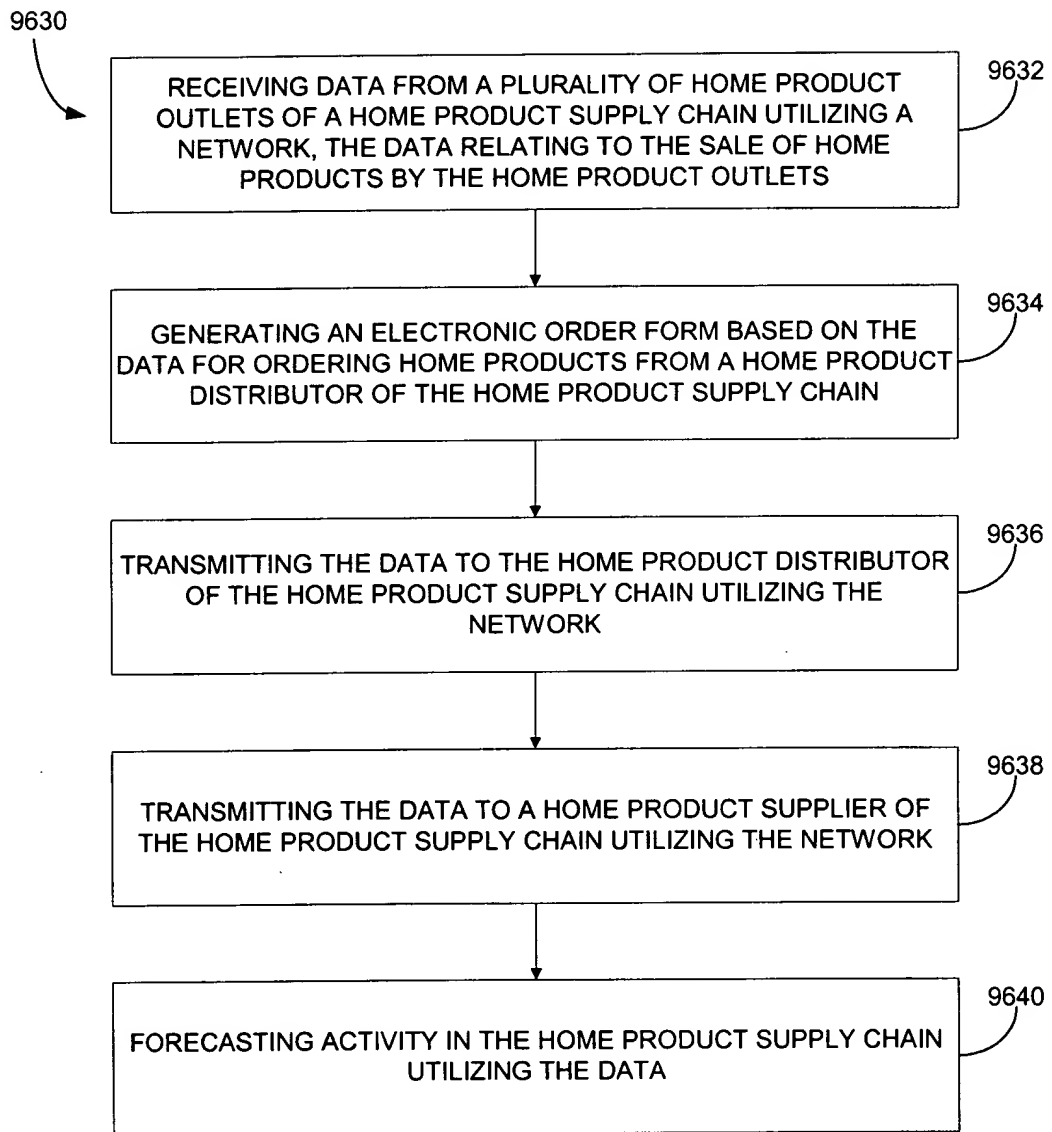 9630
9632
RECEIVING DATA FROM A PLURALITY OF HOME PRODUCT
OUTLETS OF A HOME PRODUCT SUPPLY CHAIN UTILIZING A
NETWORK, THE DATA RELATING TO THE SALE OF HOME
PRODUCTS BY THE HOME PRODUCT OUTLETS
9634
GENERATING AN ELECTRONIC ORDER FORM BASED ON THE
DATA FOR ORDERING HOME PRODUCTS FROM A HOME PRODUCT
DISTRIBUTOR OF THE HOME PRODUCT SUPPLY CHAIN
9636
TRANSMITTING THE DATA TO THE HOME PRODUCT DISTRIBUTOR
OF THE HOME PRODUCT SUPPLY CHAIN UTILIZING THE
NETWORK
9638
TRANSMITTING THE DATA TO A HOME PRODUCT SUPPLIER OF
THE HOME PRODUCT SUPPLY CHAIN UTILIZING THE NETWORK
9640
FORECASTING ACTIVITY IN THE HOME PRODUCT SUPPLY CHAIN
UTILIZING THE DATA